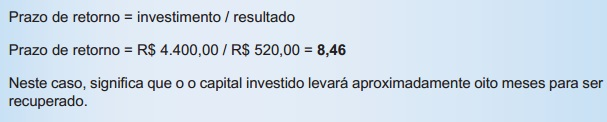 Prazo de retorno = investimento / resultado
Prazo de retorno = R$ 4.400,00 / R$ 520,00 = 8,46
Neste caso, significa que o o capital investido levará aproximadamente oito meses para ser
recuperado.